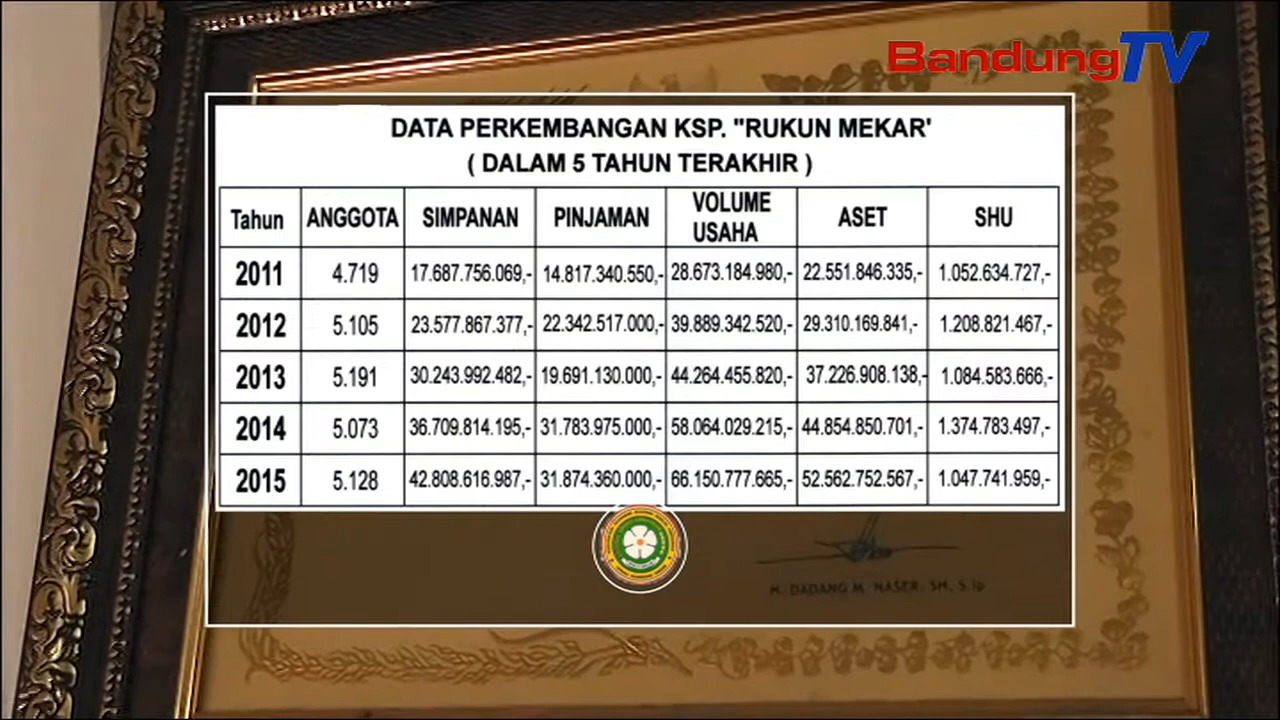 BandungTV
DATA PERKEMBANGAN KSP. "RUKUN MEKAR'
( DALAM 5 TAHUN TERAKHIR )
Tahun ANGGOTA SIMPANAN PINJAMAN VOLUME USAHA ASET SHU
2011 4.719 17.687.756.069,- 14.817.340.550,- 28.673.184.980,- 22.551.846.335,- 1.052.634.727,-
2012 5.105 23.577.867.377,- 22.342.517.000,- 39.889.342.520,- 29.310.169.841,- 1.208.821.467,-
2013 5.191 30.243.992.482,- 19.691.130.000,- 44.264.455.820,- 37.226.908.138,- 1.084.583.666,-
2014 5.073 36.709.814.195,- 31.783.975.000,- 58.064.029.215,- 44.854.850.701,- 1.374.783.497,-
2015 5.128 42.808.616.987,- 31.874.360.000,- 66.150.777.665,- 52.562.752.567,- 1.047.741.959,-
H. DADANG M. NASER, SH, S.Ip